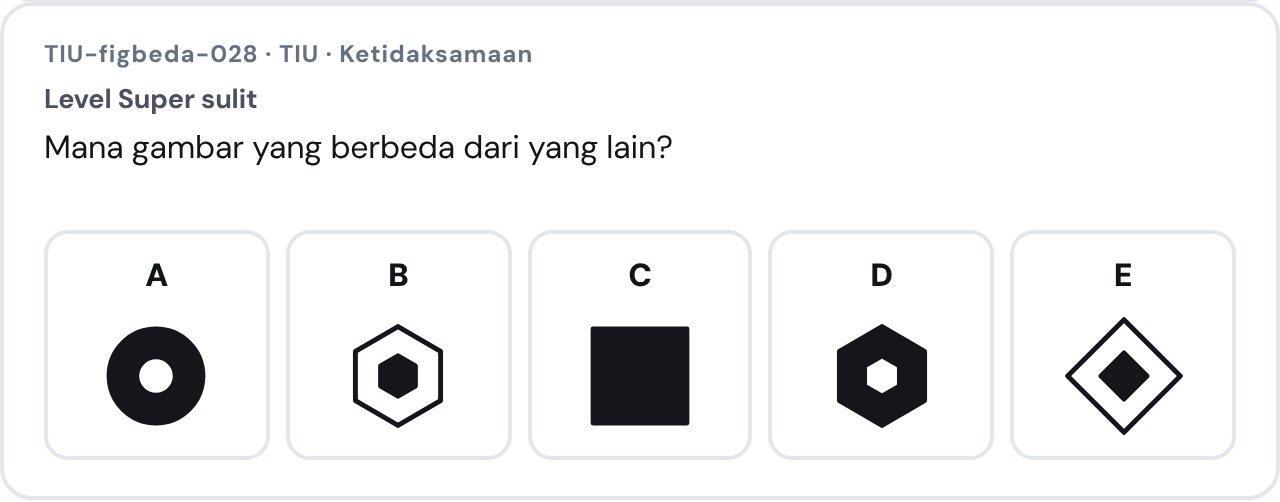 TIU-figbeda-028 · TIU · Ketidaksamaan
Level Super sulit
Mana gambar yang berbeda dari yang lain?
A B C D E